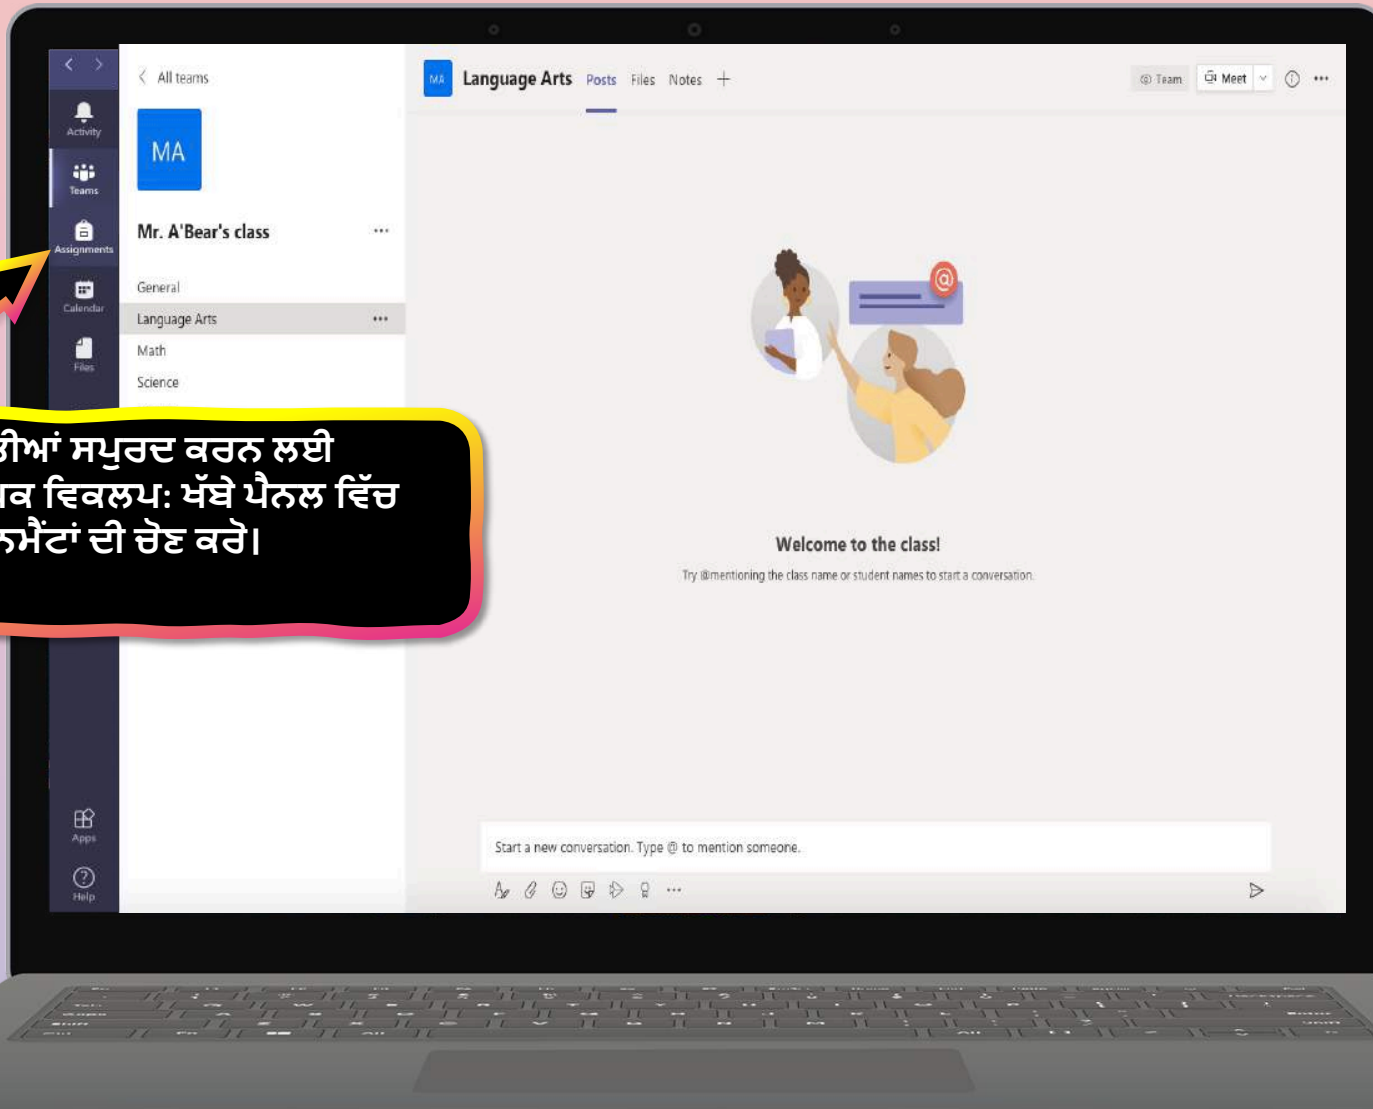 All teams
MA Language Arts Posts Files Notes
Team Meet
Activity
MA
Teams
Mr. A'Bear's class
Assignments
General
Calendar
Language Arts
Math
Files
Science
ਸਪੁਰਦ ਕਰਨ ਲਈ
ਵਿਕਲਪ: ਖੱਬੇ ਪੈਨਲ ਵਿੱਚ
ਦੀ ਚੋਣ ਕਰੋ।
Welcome to the class!
Try @mentioning the class name or student names to start a conversation.
Apps
Start a new conversation. Type @ to mention someone.
Help